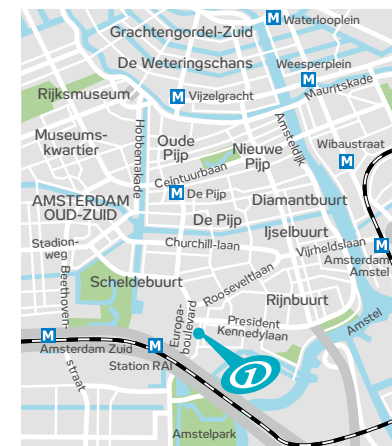 M Waterlooplein
Grachtengordel-Zuid
De Weteringschans
Weesperplein
M
Mauritskade
Rijksmuseum
M Vijzelgracht
Hobbemakade
Amsteldijk
Museums-
kwartier
Oude
Pijp
Nieuwe
Pijp
Wibautstraat
M
Ceintuurbaan
M De Pijp
AMSTERDAM
OUD-ZUID
Diamantbuurt
De Pijp
Ijselbuurt
Stadion-
weg
Churchill-laan
Vijrheldslaan
M
Amsterdam
Amstel
Beethoven-
straat
Scheldebuurt
Rooseveltlaan
Rijnbuurt
Europa-
boulevard
President
Kennedylaan
Amstel
M
Amsterdam Zuid
M
Station RAI
1
Amstelpark